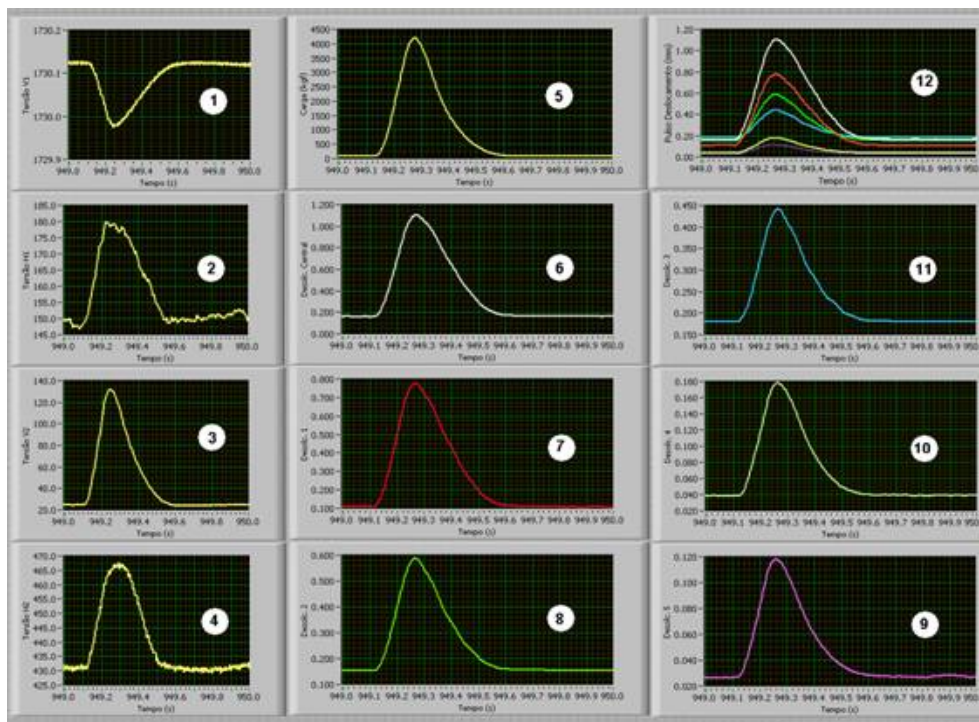 1730.2
1730.1
1730.0
1729.9
Tensão V1
1
949.0 949.2 949.4 949.6 949.8 950.0
Tempo (s)
4500
4000
3500
3000
2500
2000
1500
1000
500
0
Carga (kgf)
5
949.0 949.1 949.2 949.3 949.4 949.5 949.6 949.7 949.8 949.9 950.0
Tempo (s)
1.20
1.00
0.80
0.60
0.40
0.20
0.00
Pulso Deslocamento (mm)
12
949.0 949.1 949.2 949.3 949.4 949.5 949.6 949.7 949.8 949.9 950.0
Tempo (s)
185.0
180.0
175.0
170.0
165.0
160.0
155.0
150.0
145.0
Tensão H1
2
949.0 949.2 949.4 949.6 949.8 950.0
Tempo (s)
1.200
1.000
0.800
0.600
0.400
0.200
0.000
Desloc. Central
6
949.0 949.1 949.2 949.3 949.4 949.5 949.6 949.7 949.8 949.9 950.0
Tempo (s)
0.450
0.400
0.350
0.300
0.250
0.200
0.150
Desloc. 3
11
949.0 949.1 949.2 949.3 949.4 949.5 949.6 949.7 949.8 949.9 950.0
Tempo (s)
140.0
120.0
100.0
80.0
60.0
40.0
20.0
Tensão V2
3
949.0 949.2 949.4 949.6 949.8 950.0
Tempo (s)
0.800
0.700
0.600
0.500
0.400
0.300
0.200
0.100
Desloc. 1
7
949.0 949.1 949.2 949.3 949.4 949.5 949.6 949.7 949.8 949.9 950.0
Tempo (s)
0.180
0.160
0.140
0.120
0.100
0.080
0.060
0.040
0.020
Desloc. 4
10
949.0 949.1 949.2 949.3 949.4 949.5 949.6 949.7 949.8 949.9 950.0
Tempo (s)
470.0
465.0
460.0
455.0
450.0
445.0
440.0
435.0
430.0
425.0
Tensão H2
4
949.0 949.2 949.4 949.6 949.8 950.0
Tempo (s)
0.600
0.500
0.400
0.300
0.200
0.100
Desloc. 2
8
949.0 949.1 949.2 949.3 949.4 949.5 949.6 949.7 949.8 949.9 950.0
Tempo (s)
0.120
0.100
0.080
0.060
0.040
0.020
Desloc. 5
9
949.0 949.1 949.2 949.3 949.4 949.5 949.6 949.7 949.8 949.9 950.0
Tempo (s)